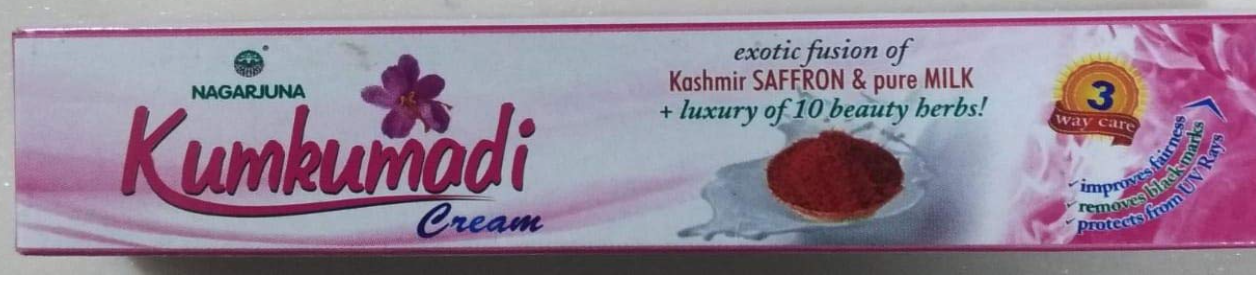 NAGARJUNA
Kumkumadi
Cream
exotic fusion of
Kashmir SAFFRON & pure MILK
+ luxury of 10 beauty herbs!
3
way care
improves fairness
removes black marks
protects from UV Rays